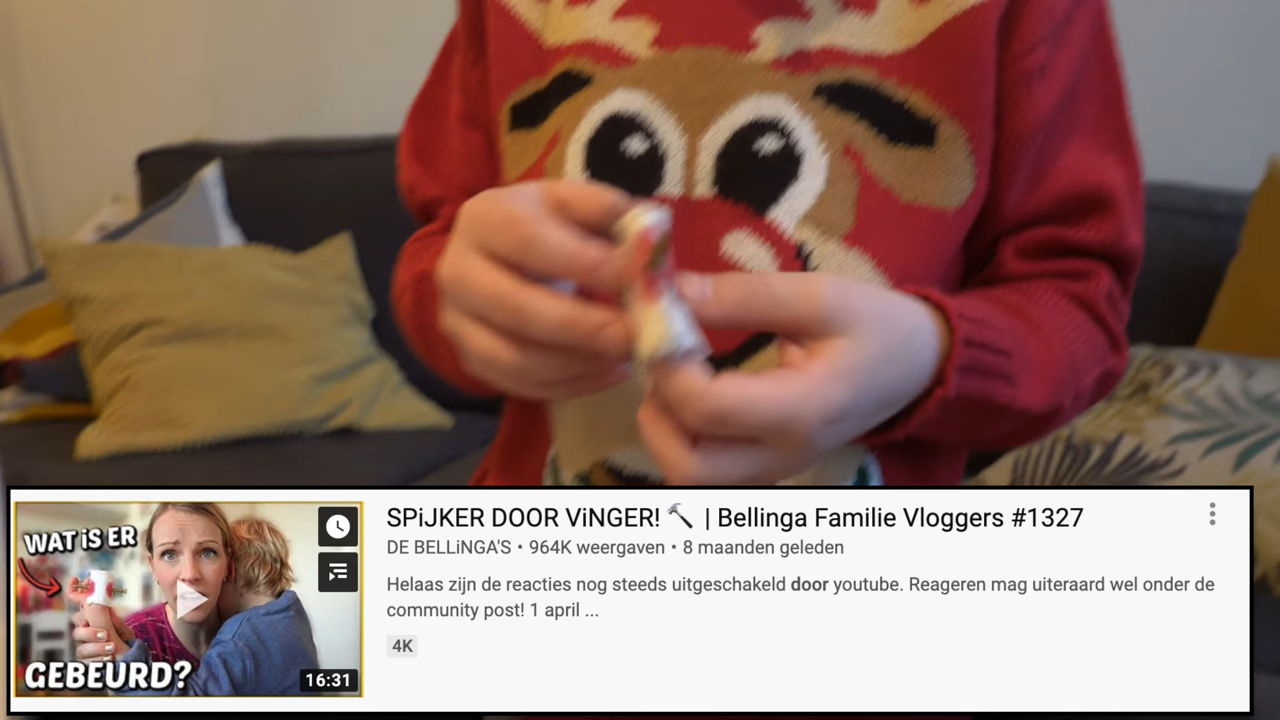 WAT iS ER
GEBEURD?
16:31
SPiJKER DOOR ViNGER! 🔨 | Bellinga Familie Vloggers #1327
DE BELLiNGA'S • 964K weergaven • 8 maanden geleden
Helaas zijn de reacties nog steeds uitgeschakeld door youtube. Reageren mag uiteraard wel onder de
community post! 1 april ...
4K